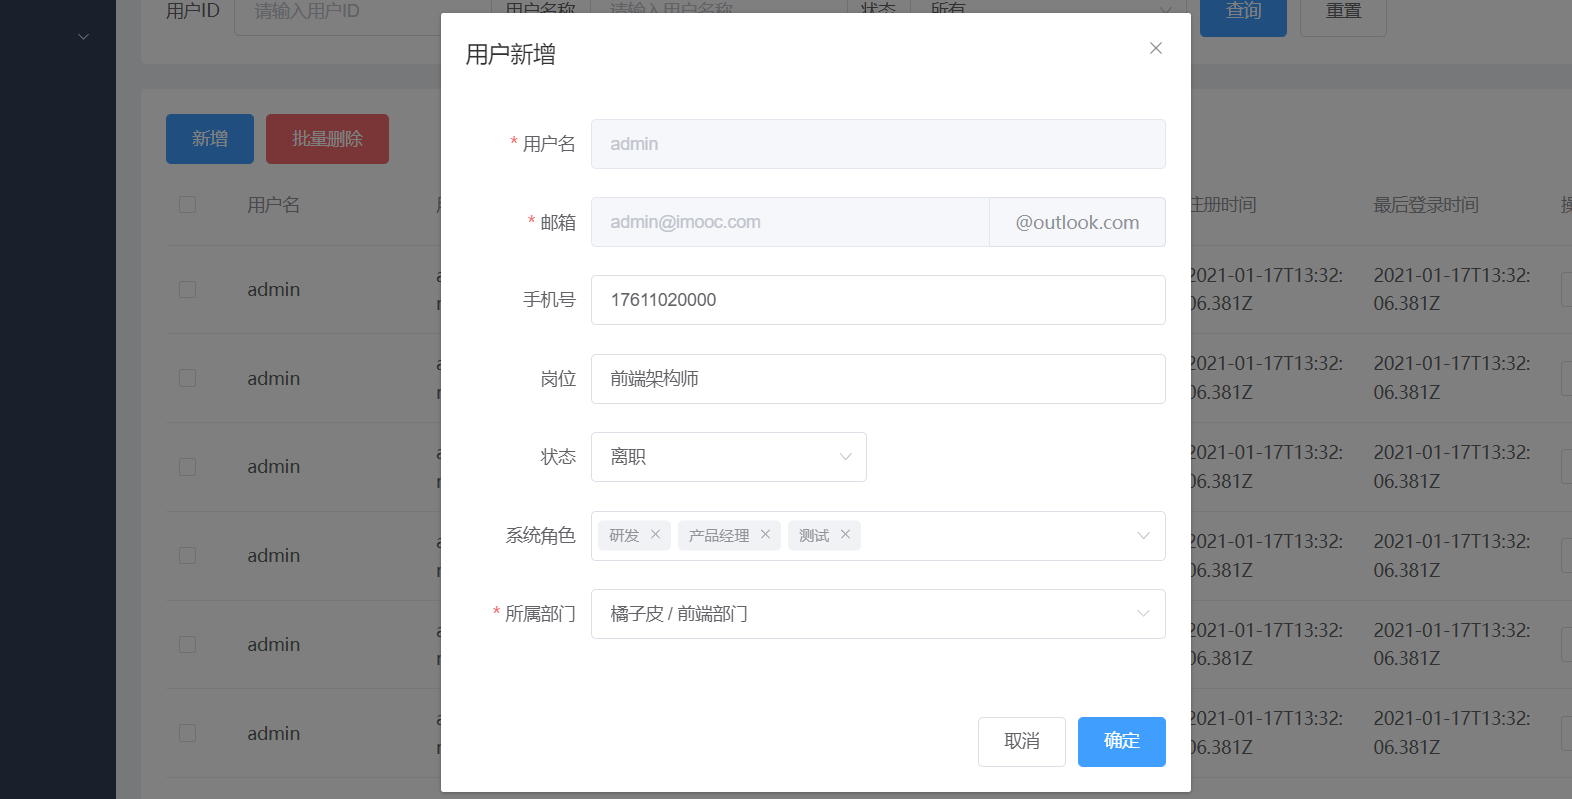 用户ID 请输入用户ID 用户名称 请输入用户名称 状态 所有 查询 重置
用户新增
新增 批量删除
* 用户名 admin
用户名 注册时间 最后登录时间
* 邮箱 admin@imooc.com @outlook.com
手机号 17611020000
岗位 前端架构师
状态 离职
系统角色 研发 产品经理 测试
* 所属部门 橘子皮 / 前端部门
取消 确定
admin 2021-01-17T13:32: 2021-01-17T13:32:
06.381Z 06.381Z
admin 2021-01-17T13:32: 2021-01-17T13:32:
06.381Z 06.381Z
admin 2021-01-17T13:32: 2021-01-17T13:32:
06.381Z 06.381Z
admin 2021-01-17T13:32: 2021-01-17T13:32:
06.381Z 06.381Z
admin 2021-01-17T13:32: 2021-01-17T13:32:
06.381Z 06.381Z
admin 2021-01-17T13:32: 2021-01-17T13:32:
06.381Z 06.381Z